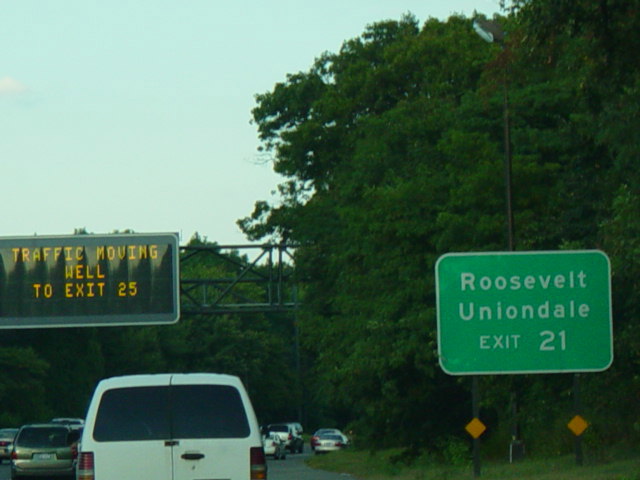 TRAFFIC MOVING
WELL
TO EXIT 25
Roosevelt
Uniondale
EXIT 21